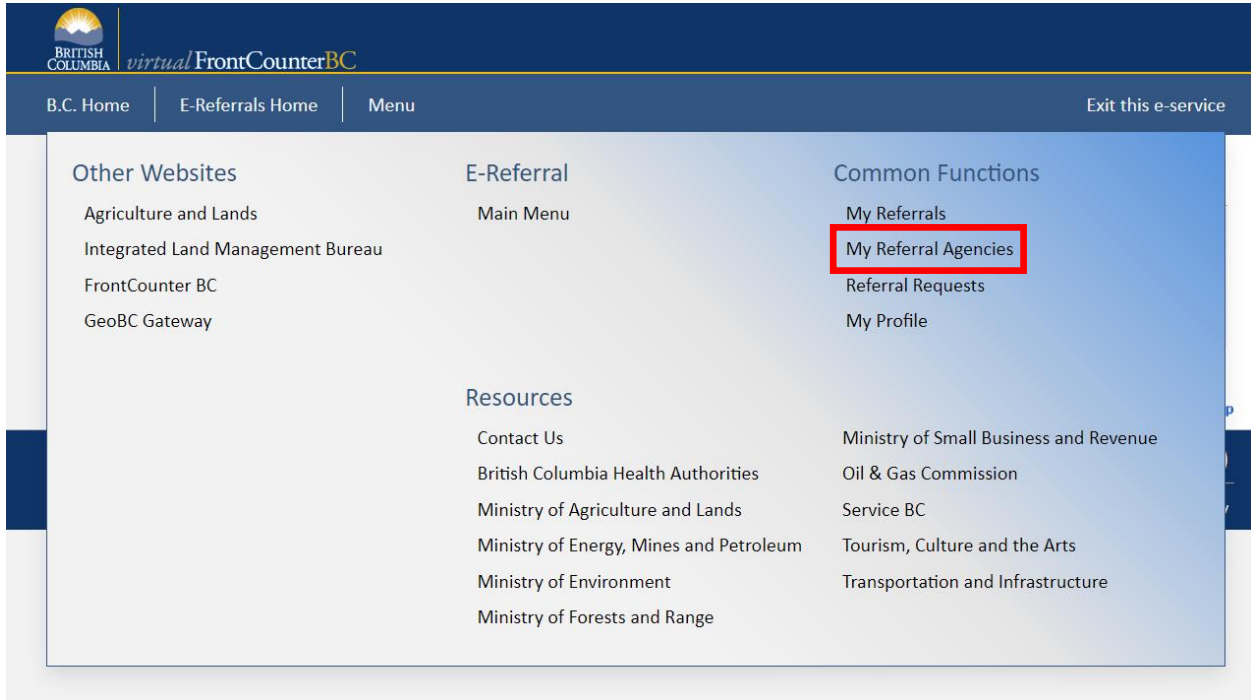 BRITISH
COLUMBIA
virtual FrontCounterBC
B.C. Home
E-Referrals Home
Menu
Exit this e-service
Other Websites
Agriculture and Lands
Integrated Land Management Bureau
FrontCounter BC
GeoBC Gateway
E-Referral
Main Menu
Common Functions
My Referrals
My Referral Agencies
Referral Requests
My Profile
Resources
Contact Us
British Columbia Health Authorities
Ministry of Agriculture and Lands
Ministry of Energy, Mines and Petroleum
Ministry of Environment
Ministry of Forests and Range
Ministry of Small Business and Revenue
Oil & Gas Commission
Service BC
Tourism, Culture and the Arts
Transportation and Infrastructure